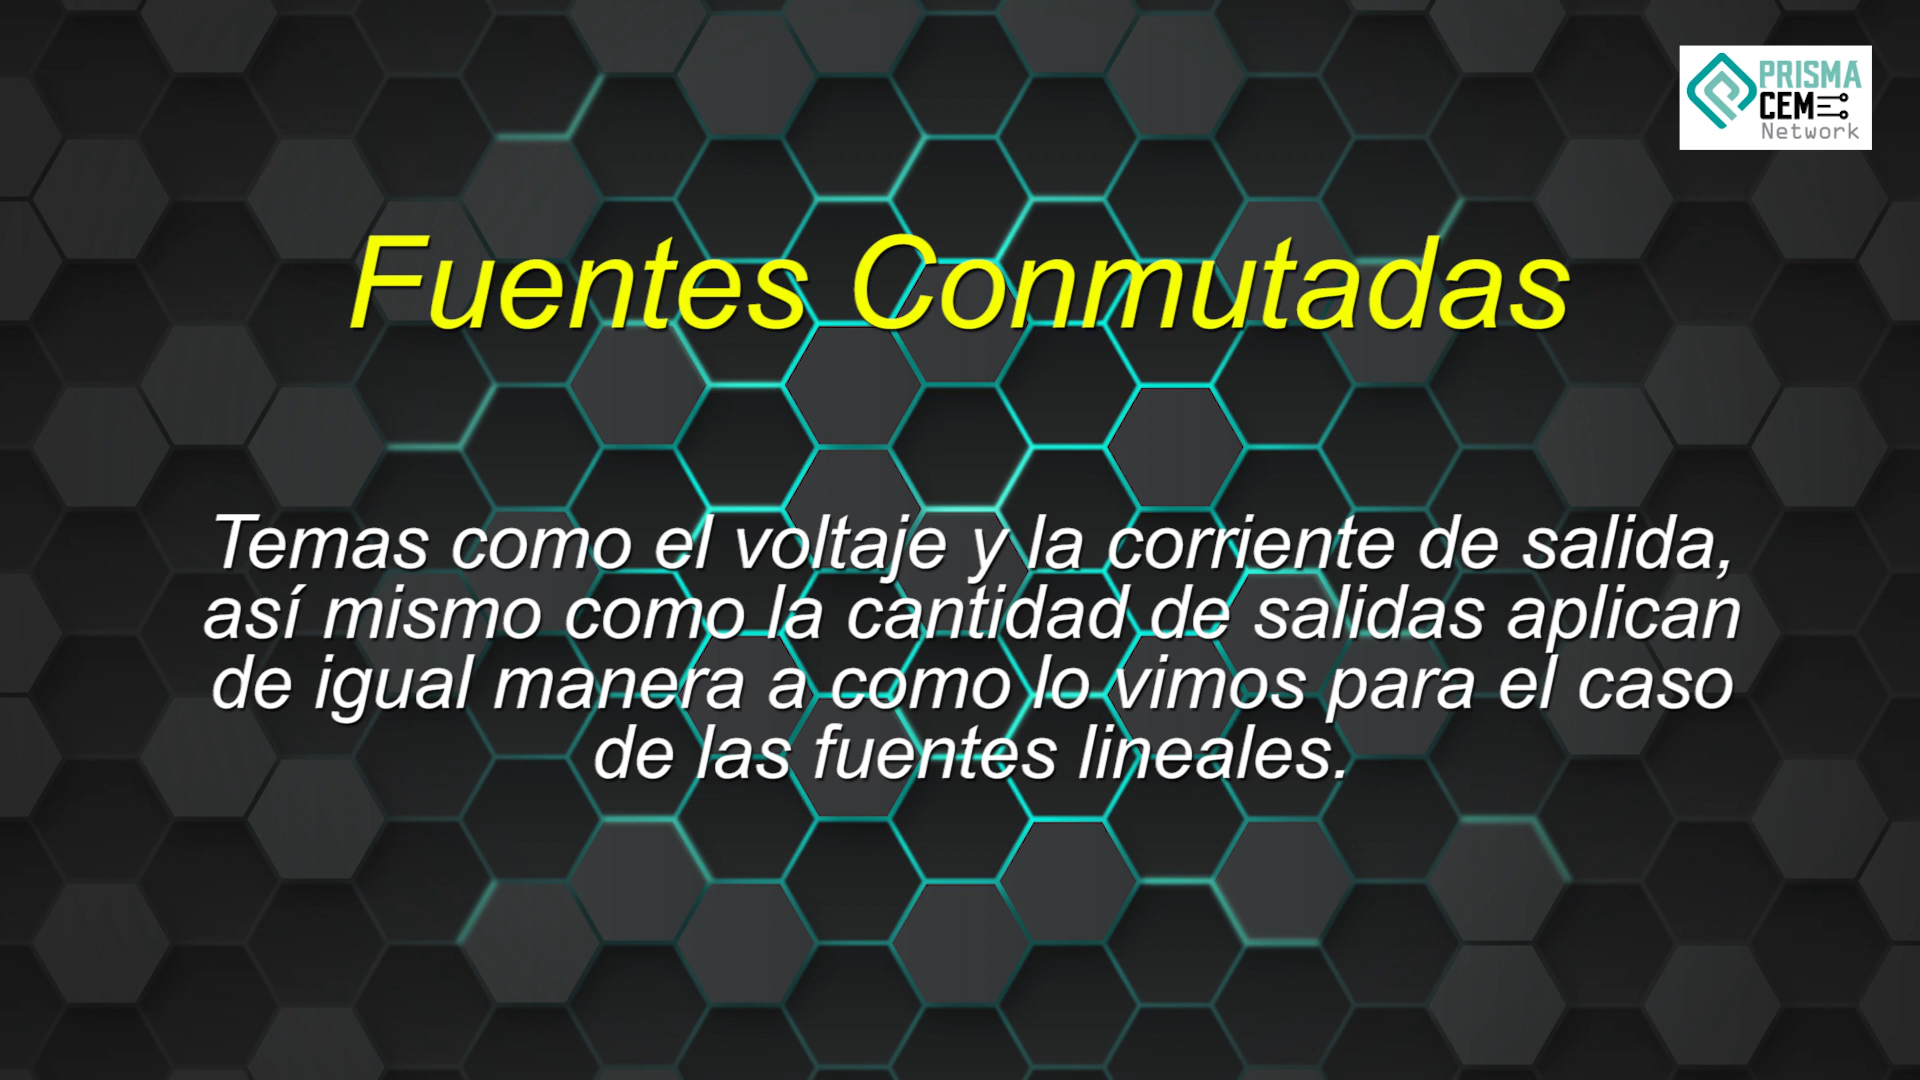 PRISMA
CEM
Network
Fuentes Conmutadas
Temas como el voltaje y la corriente de salida,
así mismo como la cantidad de salidas aplican
de igual manera a como lo vimos para el caso
de las fuentes lineales.